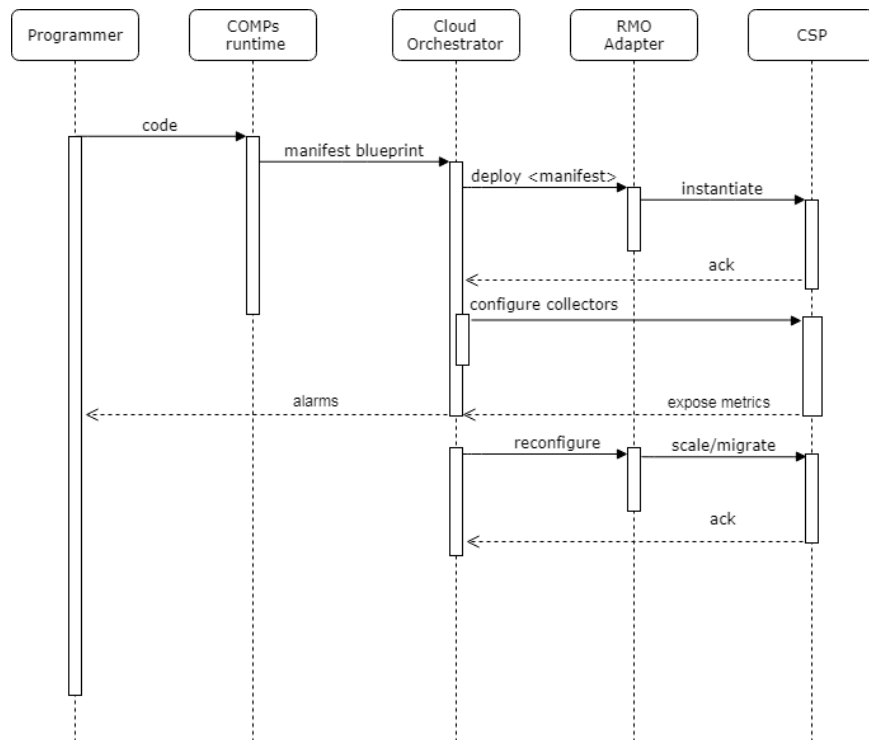 Programmer
COMPs
runtime
Cloud
Orchestrator
RMO
Adapter
CSP
code
manifest blueprint
deploy <manifest>
instantiate
ack
configure collectors
alarms
expose metrics
reconfigure
scale/migrate
ack